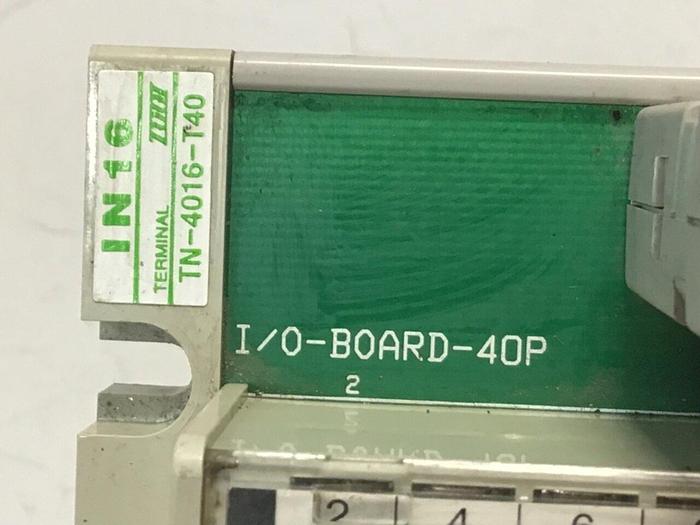 IN16
TERMINAL
TN-4016-T40
I/O-BOARD-40P
2
2 4 6